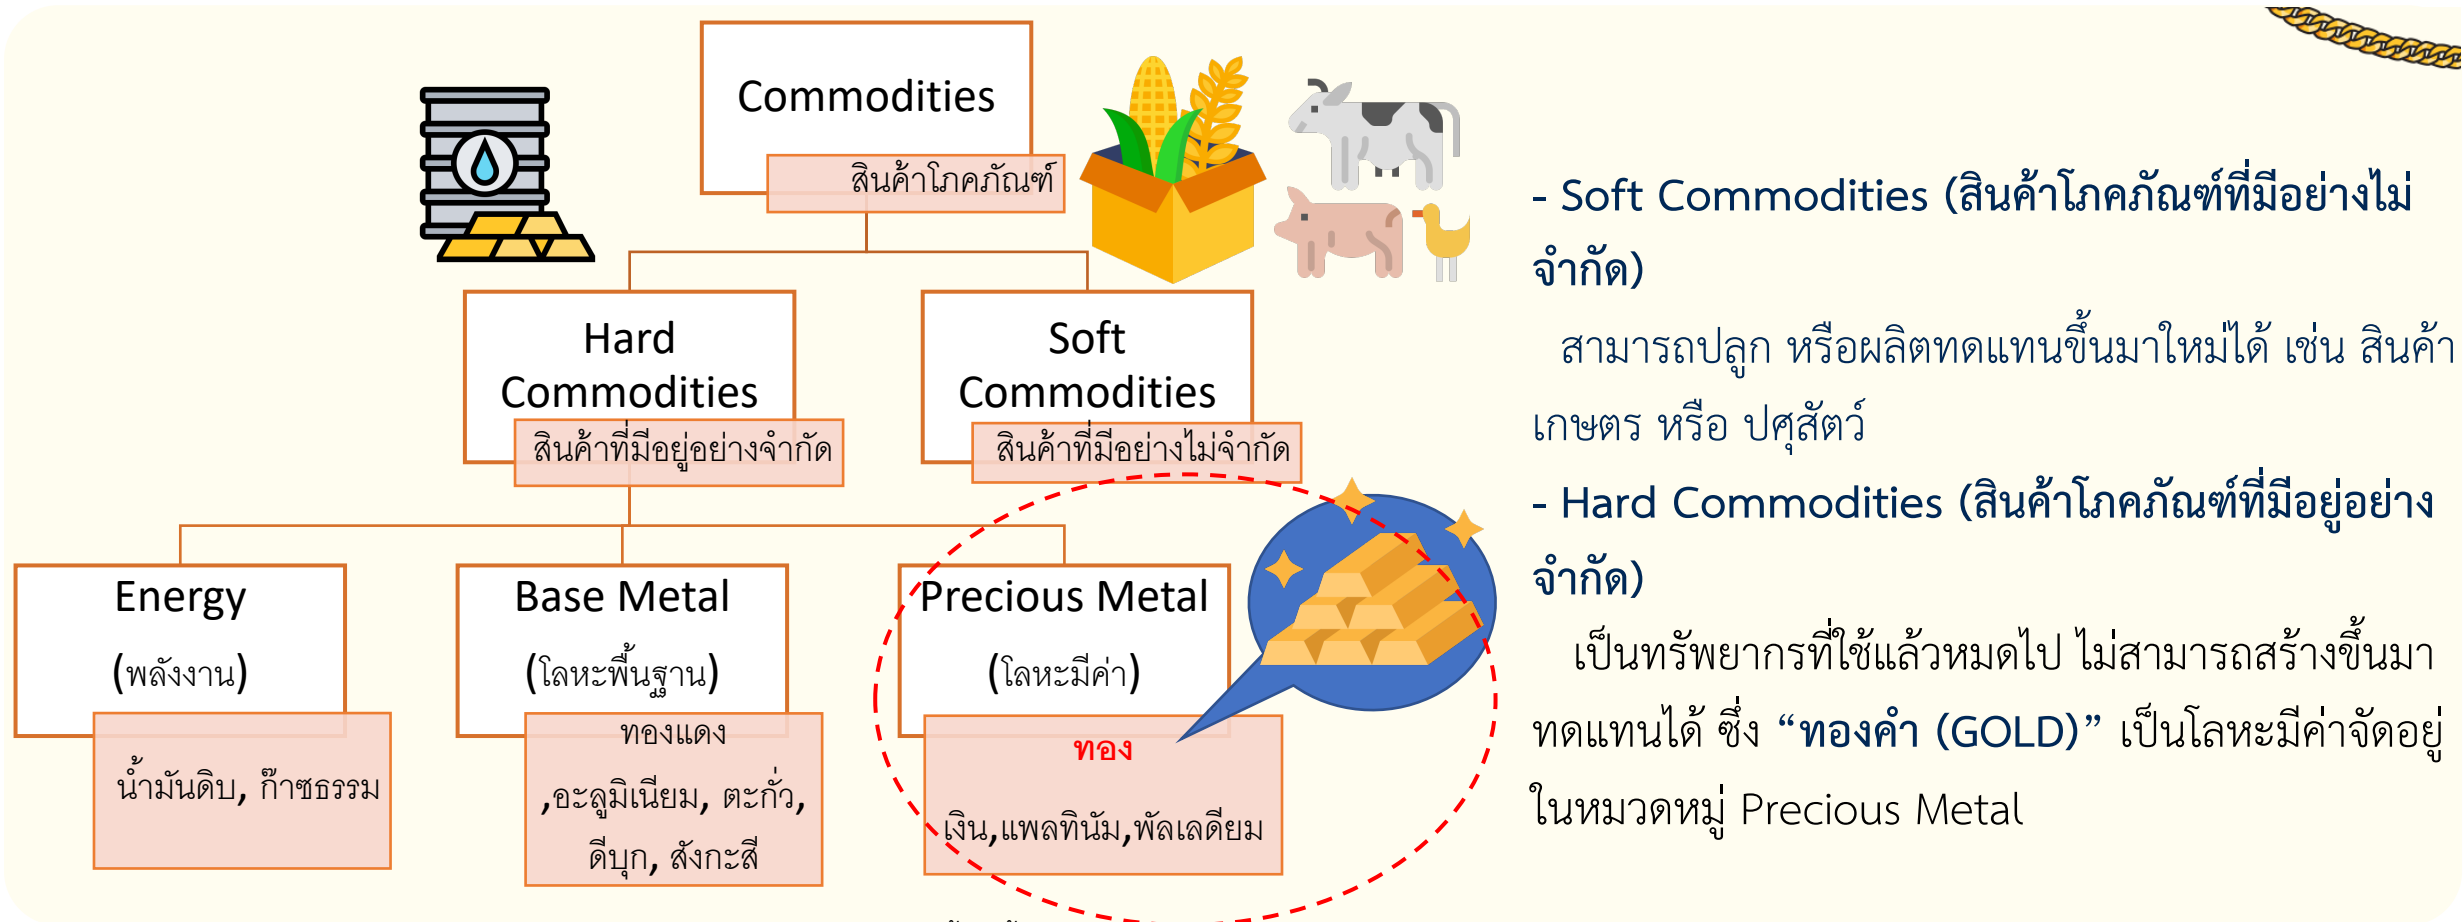 Commodities
สินค้าโภคภัณฑ์
Hard
Commodities
สินค้าที่มีอยู่อย่างจำกัด
Soft
Commodities
สินค้าที่มีอย่างไม่จำกัด
Energy
(พลังงาน)
น้ำมันดิบ, ก๊าซธรรม
Base Metal
(โลหะพื้นฐาน)
ทองแดง
,อะลูมิเนียม, ตะกั่ว,
ดีบุก, สังกะสี
Precious Metal
(โลหะมีค่า)
ทอง
เงิน,แพลทินัม,พัลเลดียม
- Soft Commodities (สินค้าโภคภัณฑ์ที่มีอย่างไม่
จำกัด)
สามารถปลูก หรือผลิตทดแทนขึ้นมาใหม่ได้ เช่น สินค้า
เกษตร หรือ ปศุสัตว์
- Hard Commodities (สินค้าโภคภัณฑ์ที่มีอยู่อย่าง
จำกัด)
เป็นทรัพยากรที่ใช้แล้วหมดไป ไม่สามารถสร้างขึ้นมา
ทดแทนได้ ซึ่ง “ทองคำ (GOLD)” เป็นโลหะมีค่าจัดอยู่
ในหมวดหมู่ Precious Metal